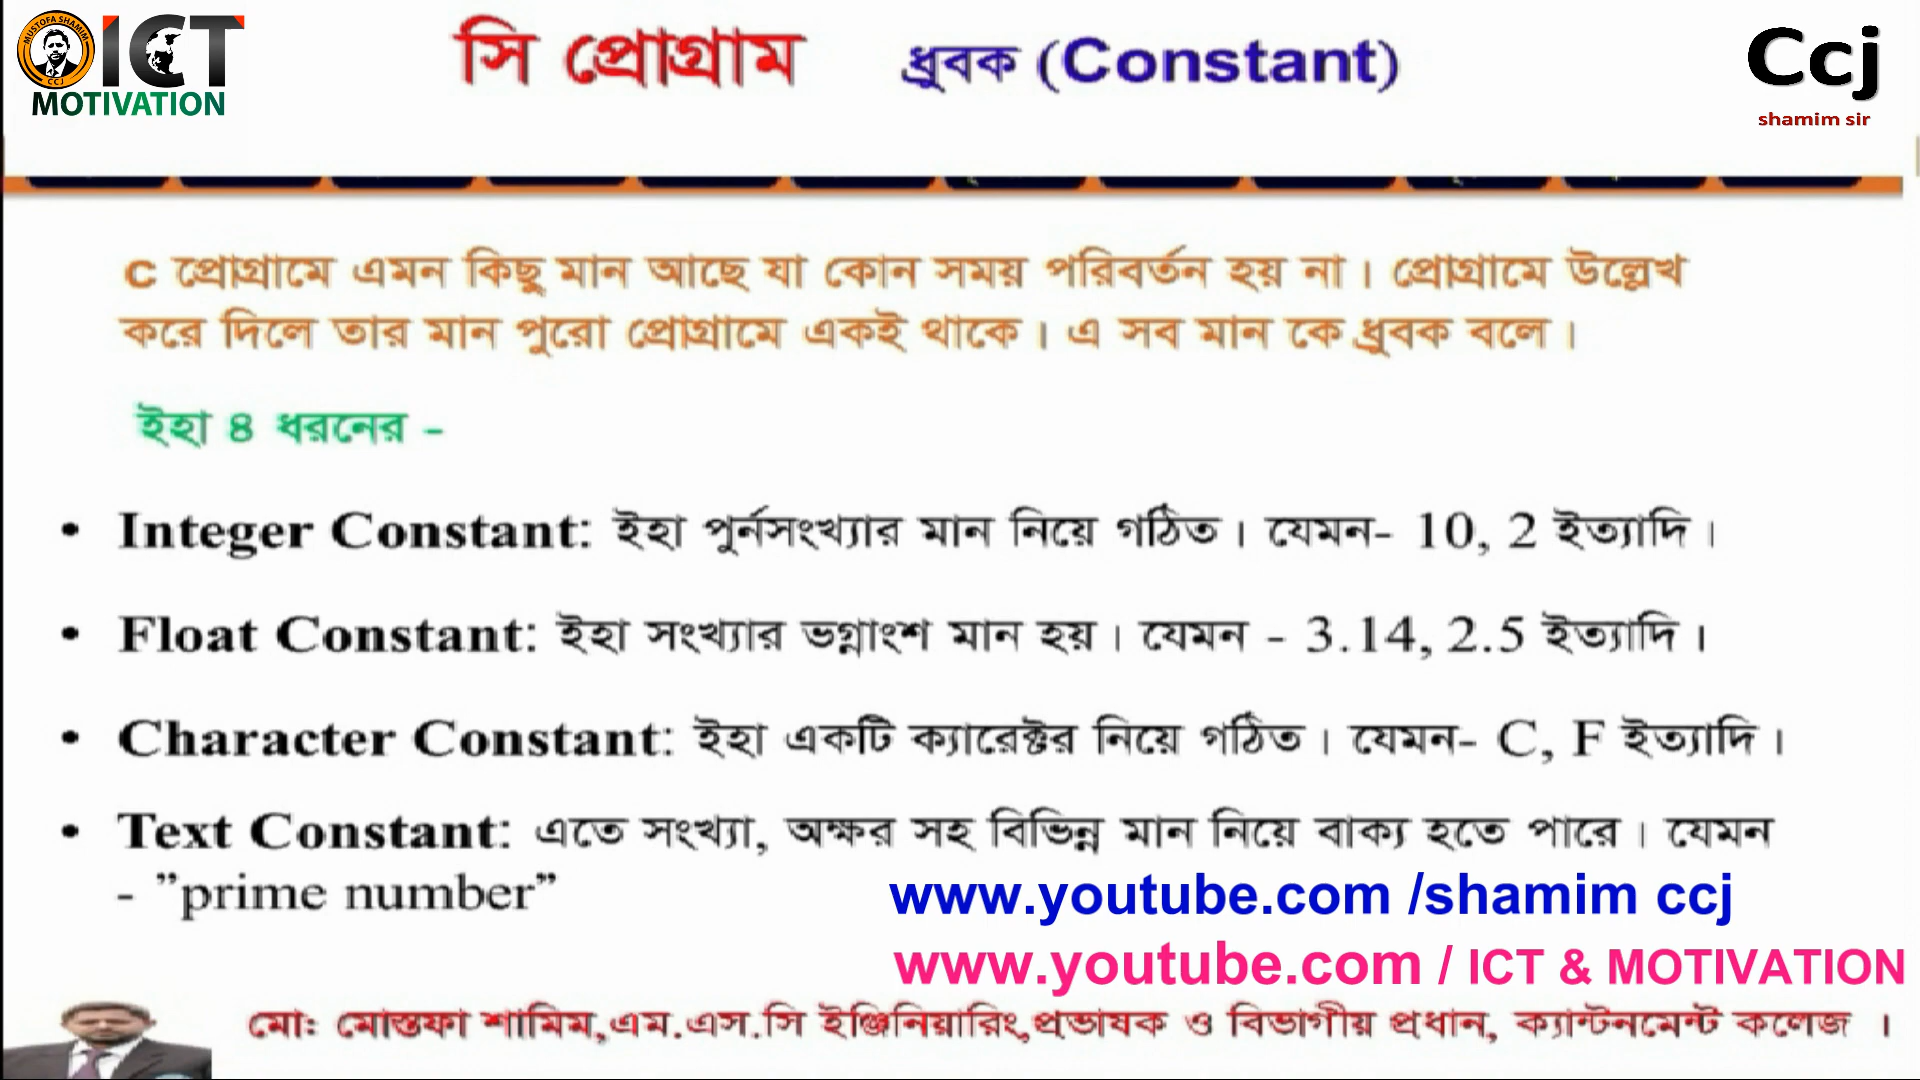 MUSTOFA SHAMIM
CCJ
ICT
MOTIVATION
সি প্রোগ্রাম ধ্রুবক (Constant)
Ccj
shamim sir
C প্রোগ্রামে এমন কিছু মান আছে যা কোন সময় পরিবর্তন হয় না । প্রোগ্রামে উল্লেখ
করে দিলে তার মান পুরো প্রোগ্রামে একই থাকে । এ সব মান কে ধ্রুবক বলে ।
ইহা ৪ ধরনের -
• Integer Constant: ইহা পুর্নসংখ্যার মান নিয়ে গঠিত । যেমন- 10, 2 ইত্যাদি ।
• Float Constant: ইহা সংখ্যার ভগ্নাংশ মান হয় । যেমন - 3.14, 2.5 ইত্যাদি ।
• Character Constant: ইহা একটি ক্যারেক্টর নিয়ে গঠিত । যেমন- C, F ইত্যাদি ।
• Text Constant: এতে সংখ্যা, অক্ষর সহ বিভিন্ন মান নিয়ে বাক্য হতে পারে । যেমন
- ”prime number”
www.youtube.com /shamim ccj
www.youtube.com / ICT & MOTIVATION
মোঃ মোস্তফা শামিম,এম.এস.সি ইঞ্জিনিয়ারিং,প্রভাষক ও বিভাগীয় প্রধান, ক্যান্টনমেন্ট কলেজ ।